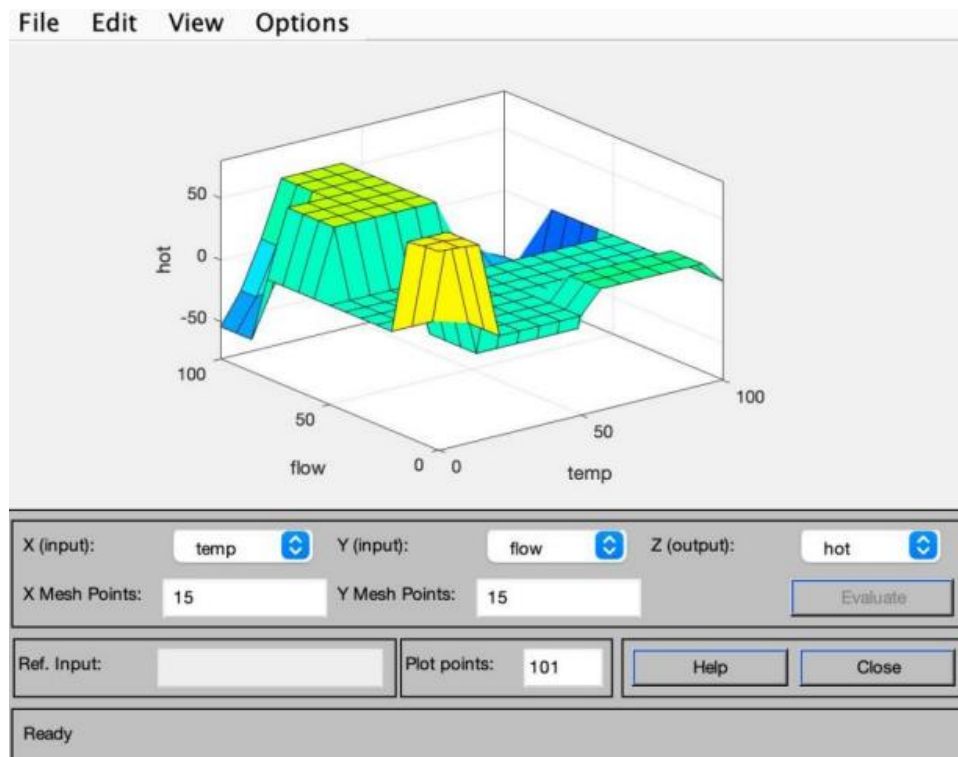 File Edit View Options
50
0
-50
hot
100
50
0
flow
0
50
100
temp
X (input): temp Y (input): flow Z (output): hot
X Mesh Points: 15 Y Mesh Points: 15 Evaluate
Ref. Input: Plot points: 101 Help Close
Ready